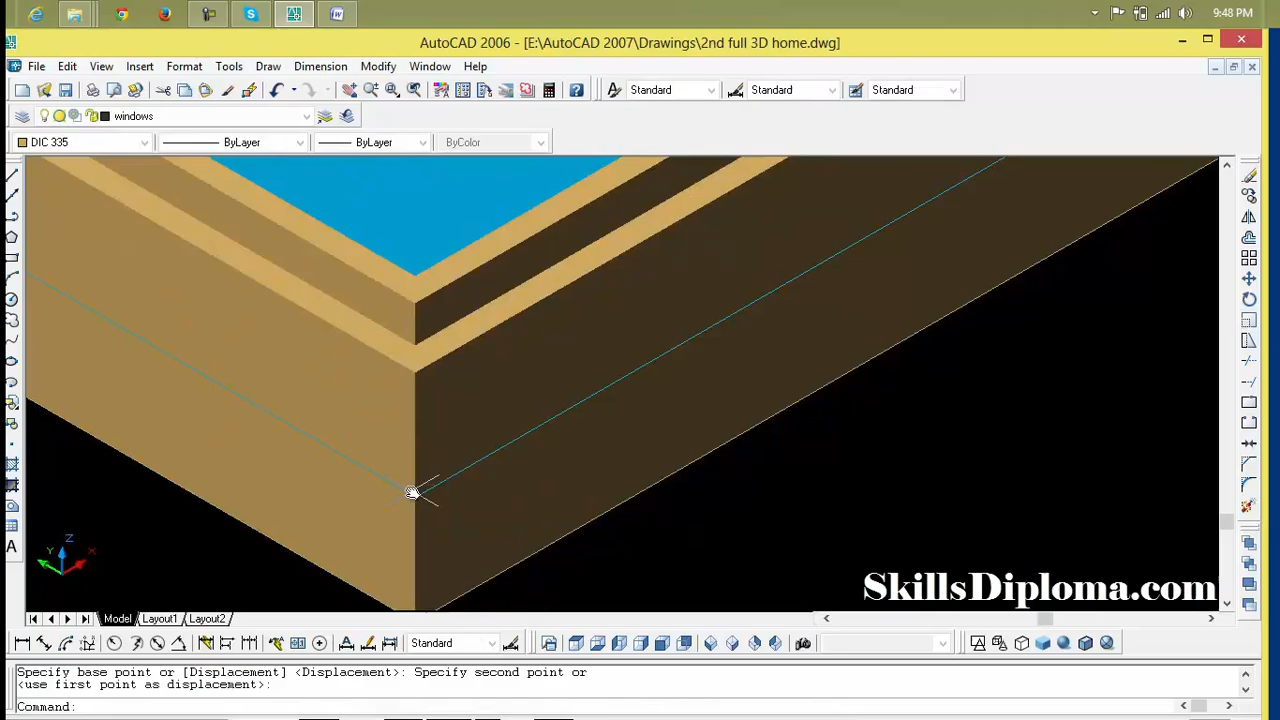 9:48 PM
AutoCAD 2006 - [E:\AutoCAD 2007\Drawings\2nd full 3D home.dwg]
File Edit View Insert Format Tools Draw Dimension Modify Window Help
Standard Standard Standard
windows
DIC 335 ByLayer ByLayer ByColor
Z
Y X
A
SkillsDiploma.com
Model Layout1 Layout2
Standard
Specify base point or [Displacement] <Displacement>: Specify second point or
<use first point as displacement>:
Command: